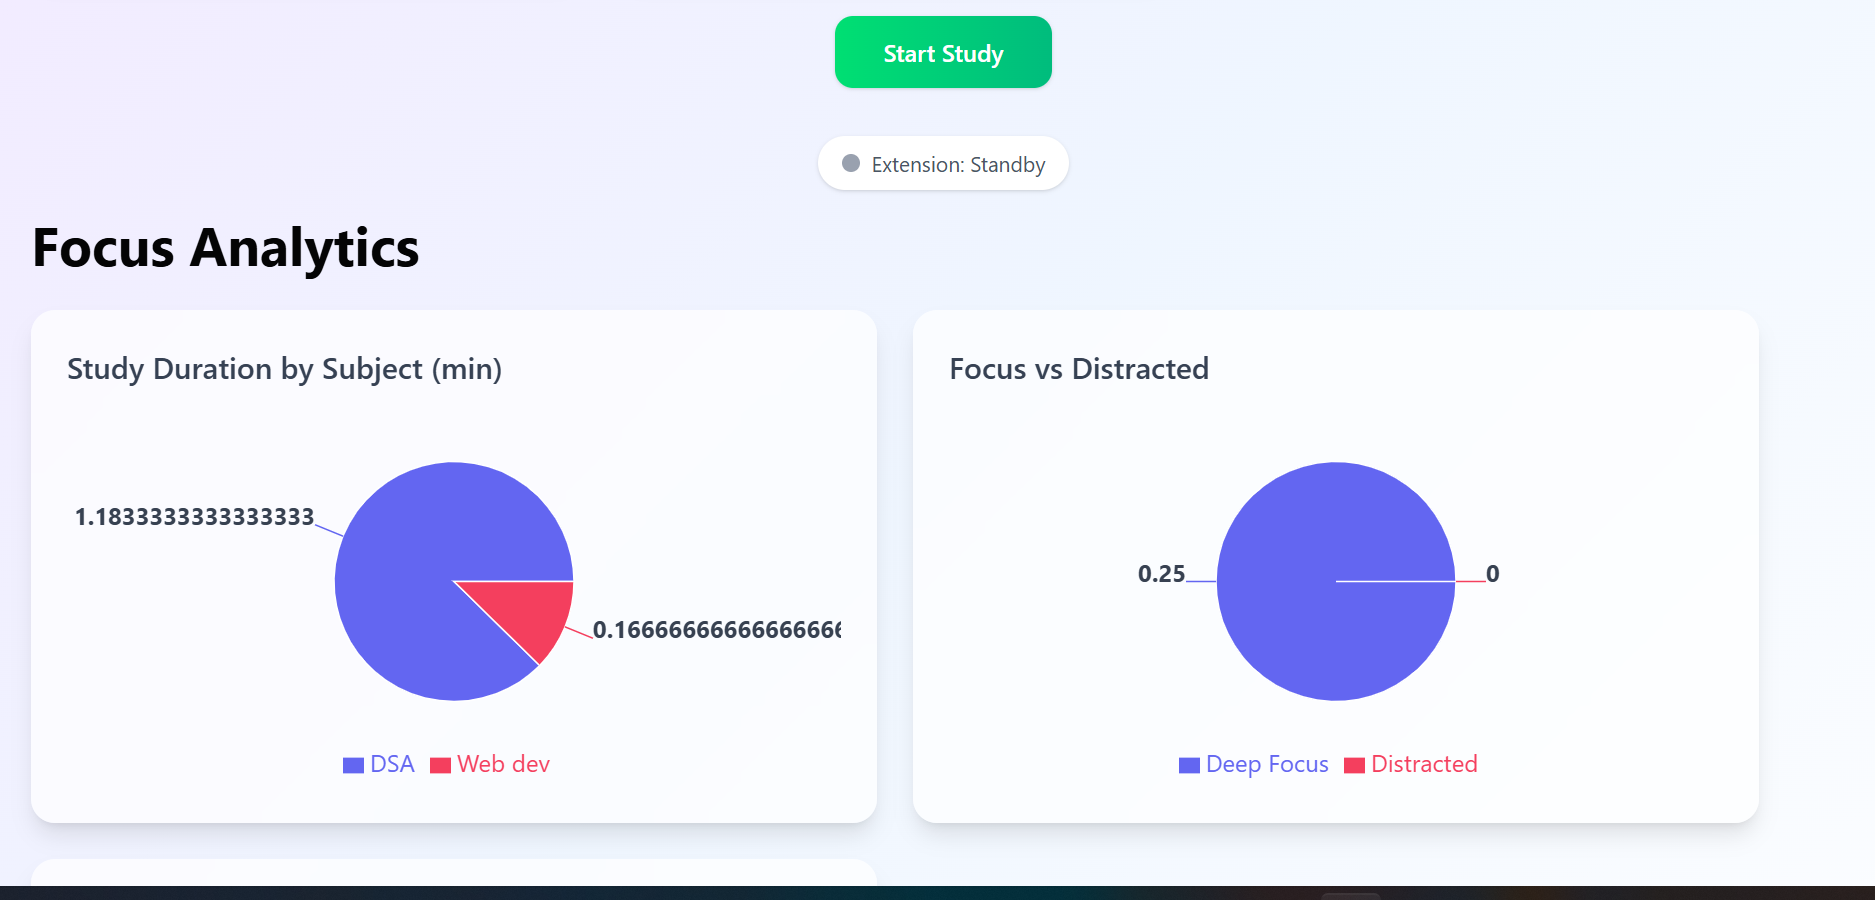 Start Study
Extension: Standby
Focus Analytics
Study Duration by Subject (min)
1.1833333333333333
0.1666666666666666
DSA
Web dev
Focus vs Distracted
0.25
0
Deep Focus
Distracted